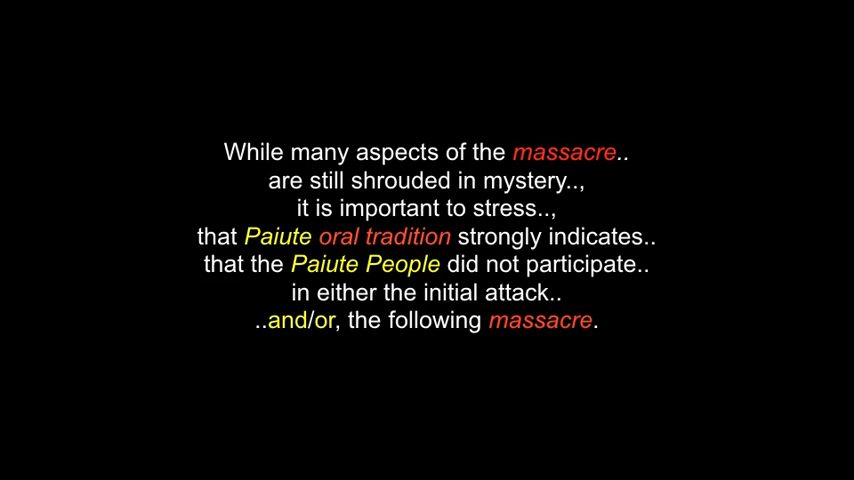 While many aspects of the massacre..
are still shrouded in mystery..,
it is important to stress..,
that Paiute oral tradition strongly indicates..
that the Paiute People did not participate..
in either the initial attack..
..and/or, the following massacre.